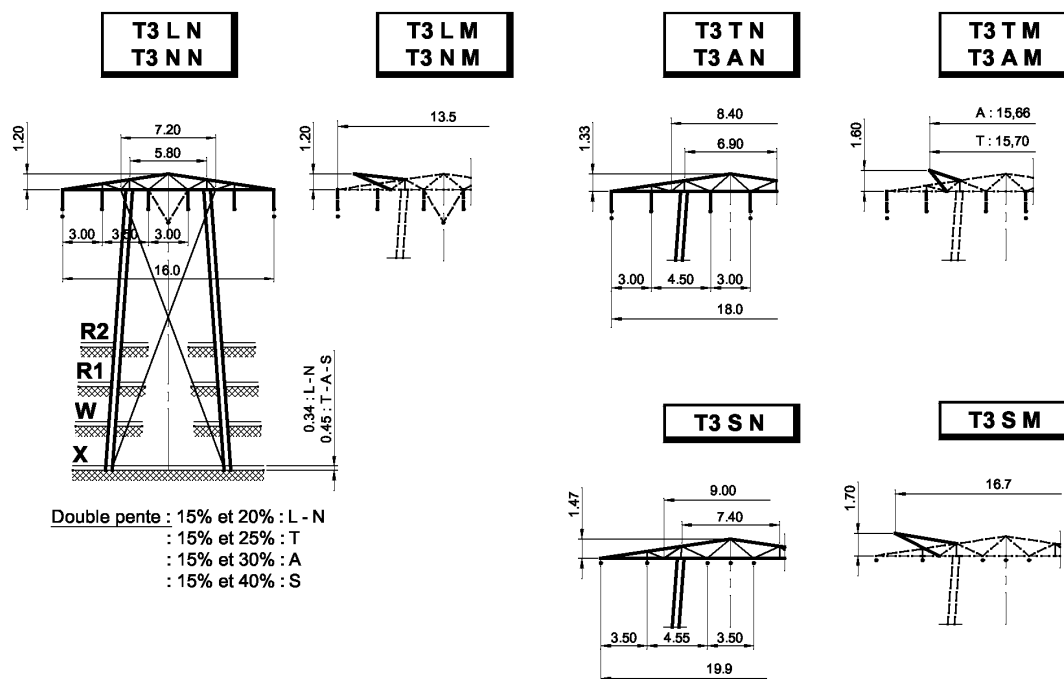 T3 L N
T3 N N
T3 L M
T3 N M
T3 T N
T3 A N
T3 T M
T3 A M
1.20
7.20
5.80
3.00
3.50
3.00
16.0
R2
R1
W
X
0.34 : L-N
0.45 : T-A-S
1.20
13.5
1.33
8.40
6.90
3.00
4.50
3.00
18.0
1.60
A : 15,66
T : 15,70
T3 S N
T3 S M
1.47
9.00
7.40
3.50
4.55
3.50
19.9
1.70
16.7
Double pente : 15% et 20% : L - N
: 15% et 25% : T
: 15% et 30% : A
: 15% et 40% : S